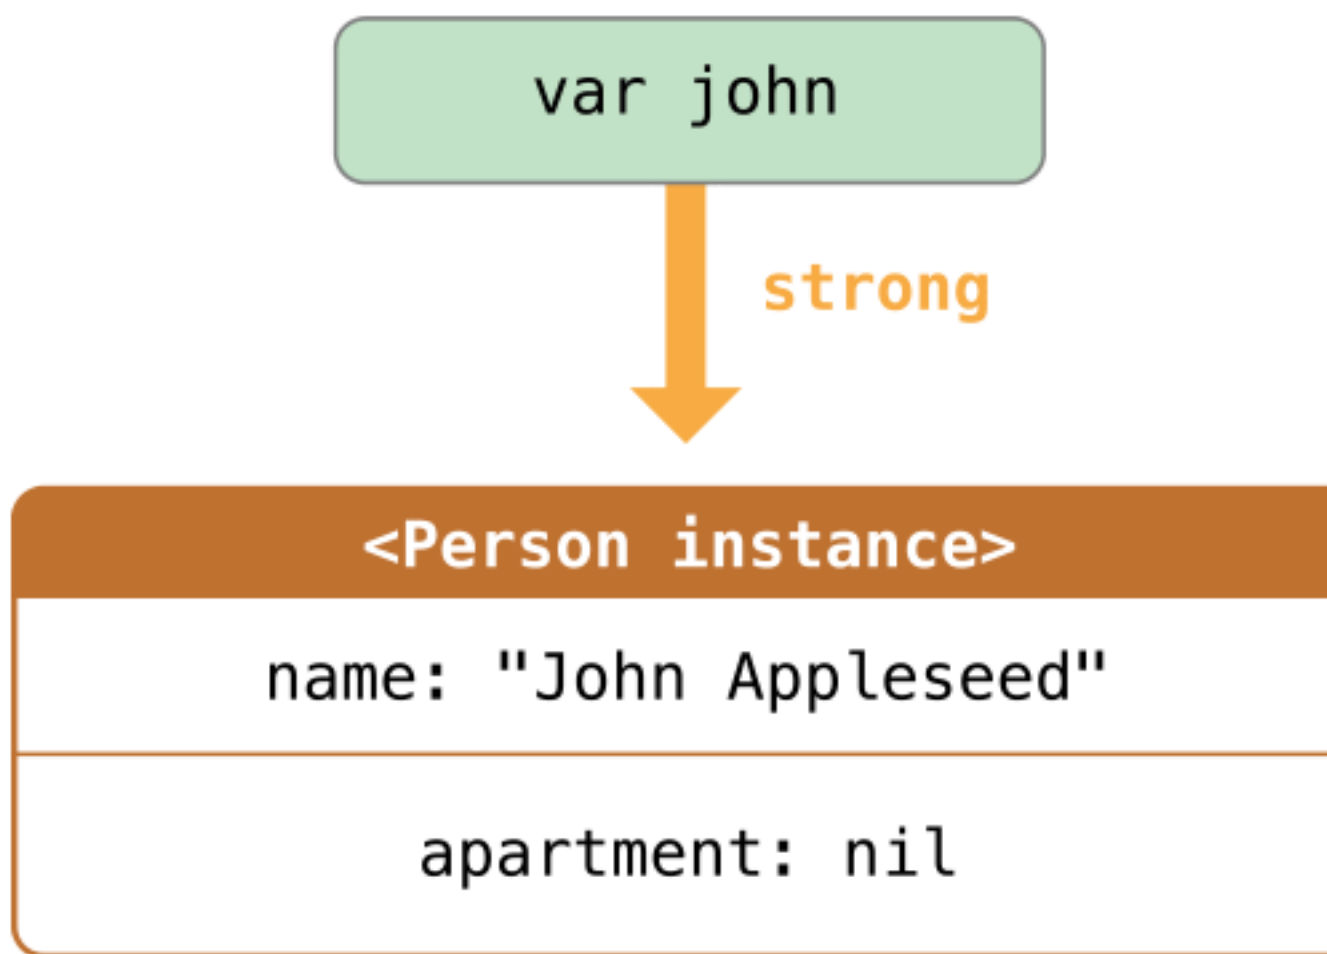 var john
strong
<Person instance>
name: "John Appleseed"
apartment: nil